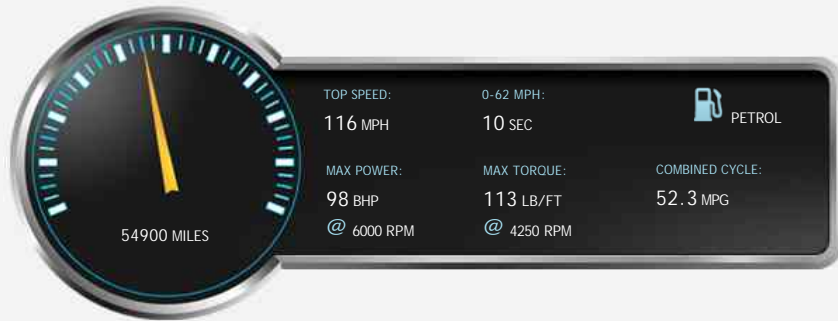 TOP SPEED:
116 MPH
0-62 MPH:
10 SEC
PETROL
MAX POWER:
98 BHP
@ 6000 RPM
MAX TORQUE:
113 LB/FT
@ 4250 RPM
COMBINED CYCLE:
52.3 MPG
54900 MILES